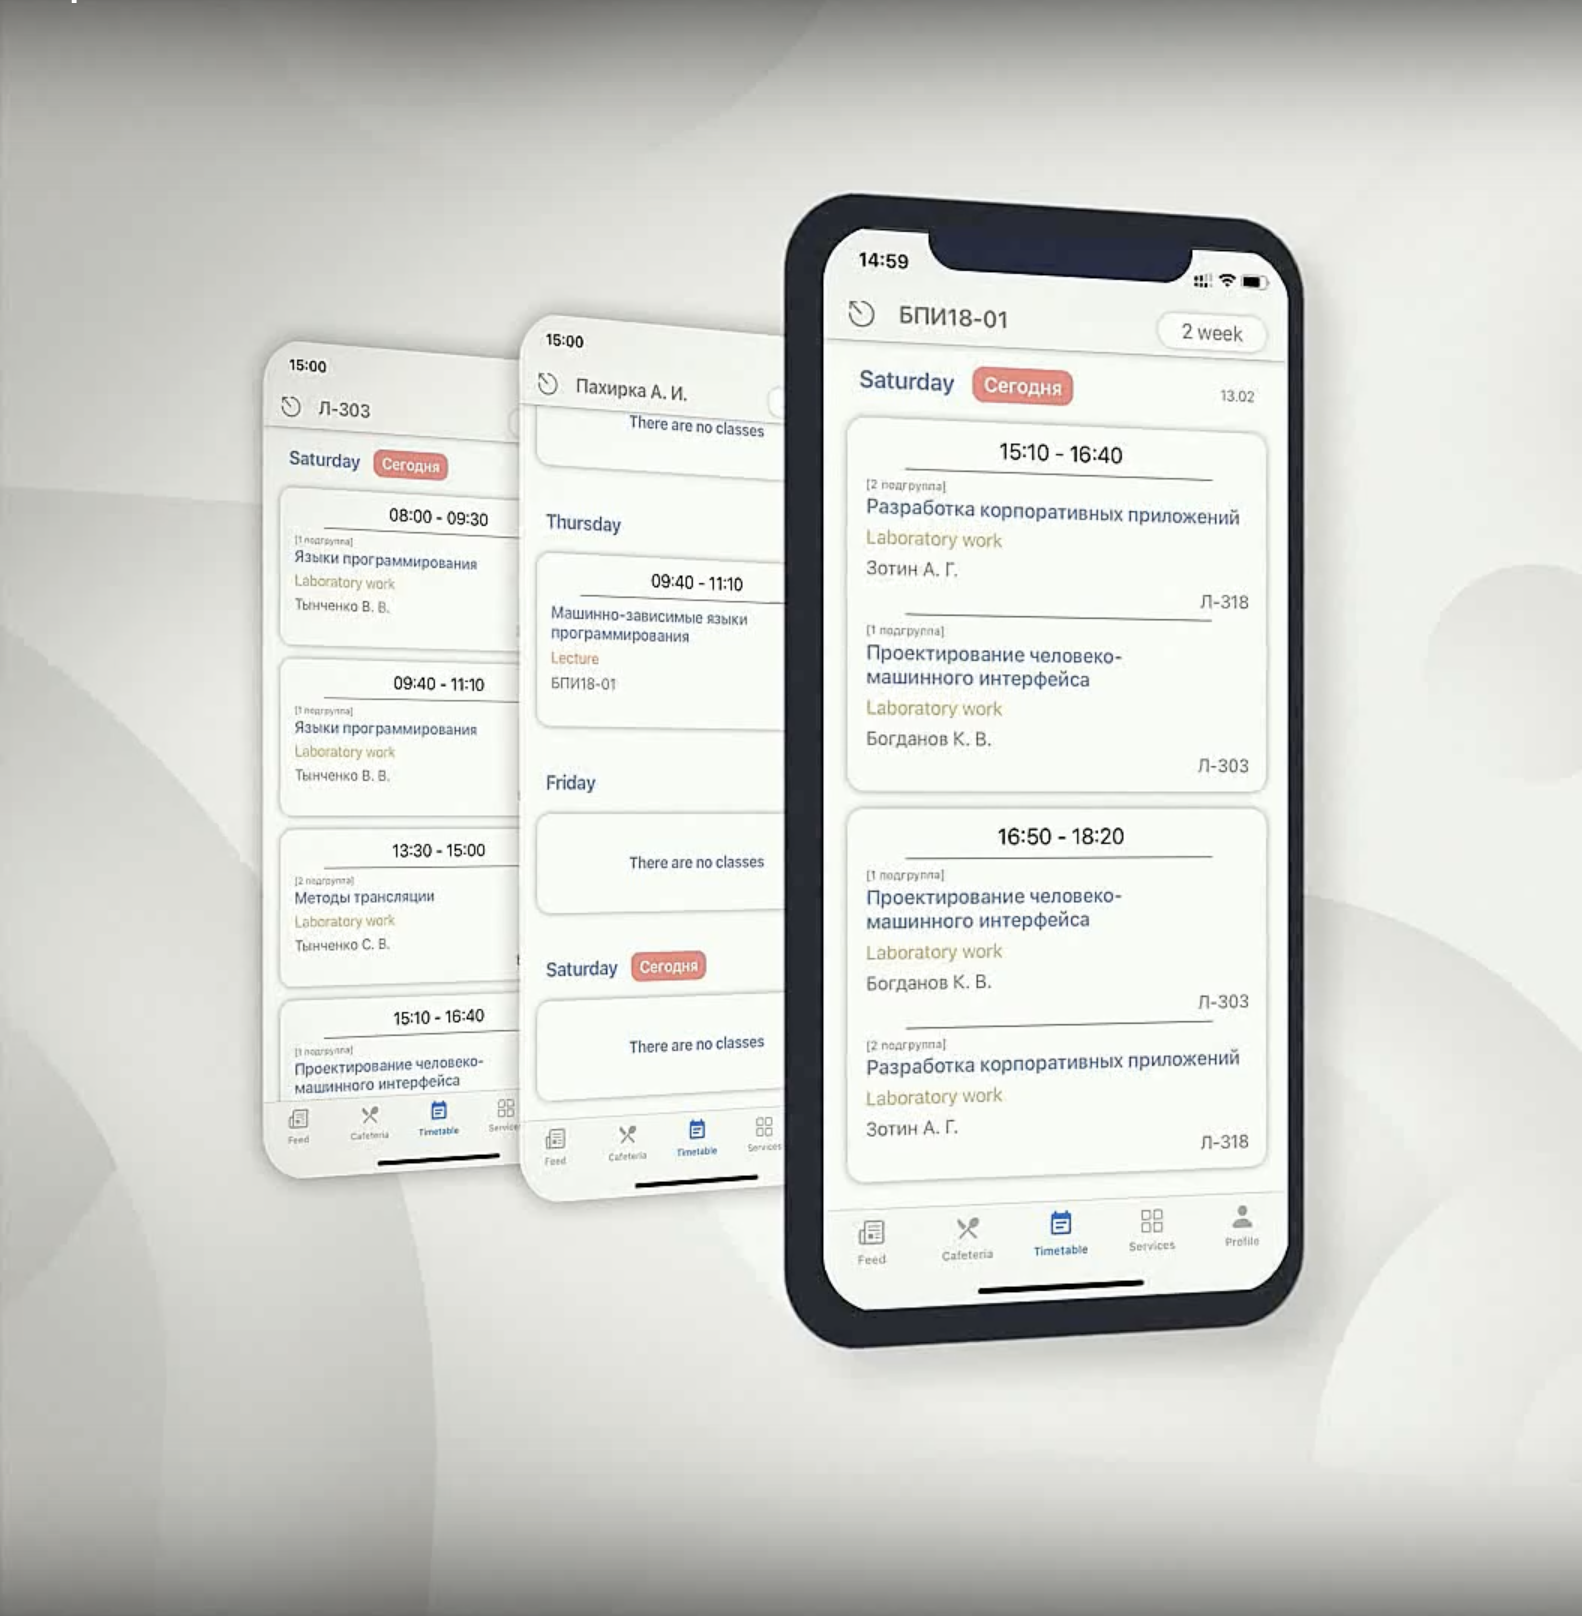 15:00
Л-303
Saturday Сегодня
08:00 - 09:30
[1 подгруппа]
Языки программирования
Laboratory work
Тынченко В. В.
09:40 - 11:10
[1 подгруппа]
Языки программирования
Laboratory work
Тынченко В. В.
13:30 - 15:00
[2 подгруппа]
Методы трансляции
Laboratory work
Тынченко С. В.
15:10 - 16:40
[1 подгруппа]
Проектирование человеко-
машинного интерфейса
Feed Cafeteria Timetable
15:00
Пахирка А. И.
There are no classes
Thursday
09:40 - 11:10
Машинно-зависимые языки
программирования
Lecture
БПИ18-01
Friday
There are no classes
Saturday Сегодня
There are no classes
Feed Cafeteria Timetable Services
14:59
БПИ18-01 2 week
Saturday Сегодня 13.02
15:10 - 16:40
[2 подгруппа]
Разработка корпоративных приложений
Laboratory work
Зотин А. Г.
Л-318
[1 подгруппа]
Проектирование человеко-
машинного интерфейса
Laboratory work
Богданов К. В.
Л-303
16:50 - 18:20
[1 подгруппа]
Проектирование человеко-
машинного интерфейса
Laboratory work
Богданов К. В.
Л-303
[2 подгруппа]
Разработка корпоративных приложений
Laboratory work
Зотин А. Г.
Л-318
Feed Cafeteria Timetable Services Profile